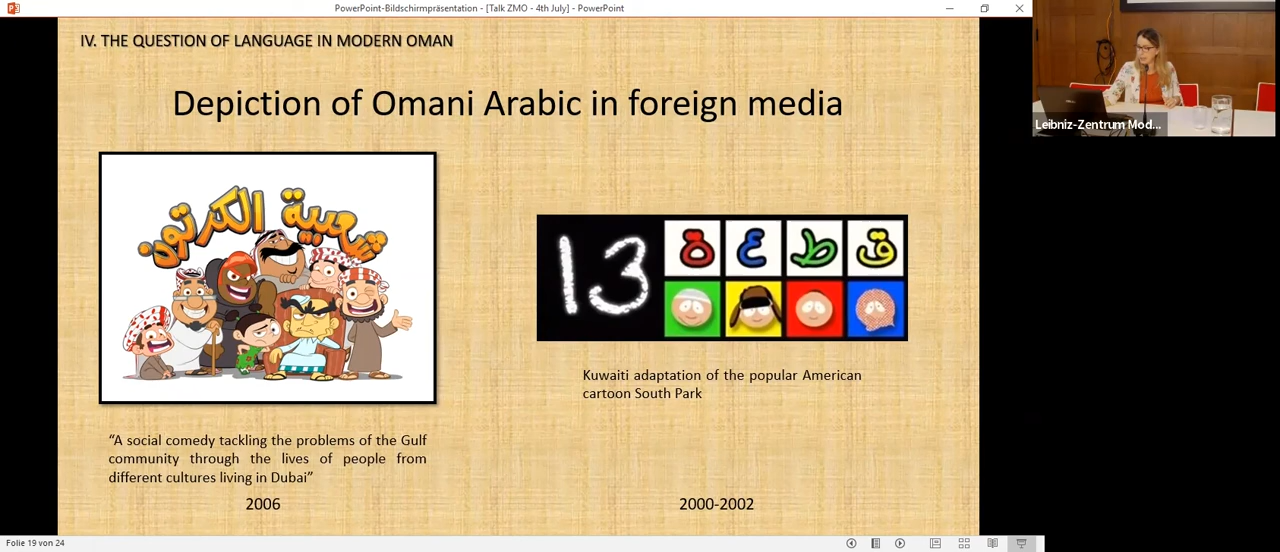 PowerPoint-Bildschirmpräsentation - [Talk ZMO - 4th July] - PowerPoint
IV. THE QUESTION OF LANGUAGE IN MODERN OMAN
Depiction of Omani Arabic in foreign media
شعبية الكرتون
13 ق ط ع ة
Kuwaiti adaptation of the popular American
cartoon South Park
“A social comedy tackling the problems of the Gulf
community through the lives of people from
different cultures living in Dubai”
2006
2000-2002
Leibniz-Zentrum Mod...
Folie 19 von 24